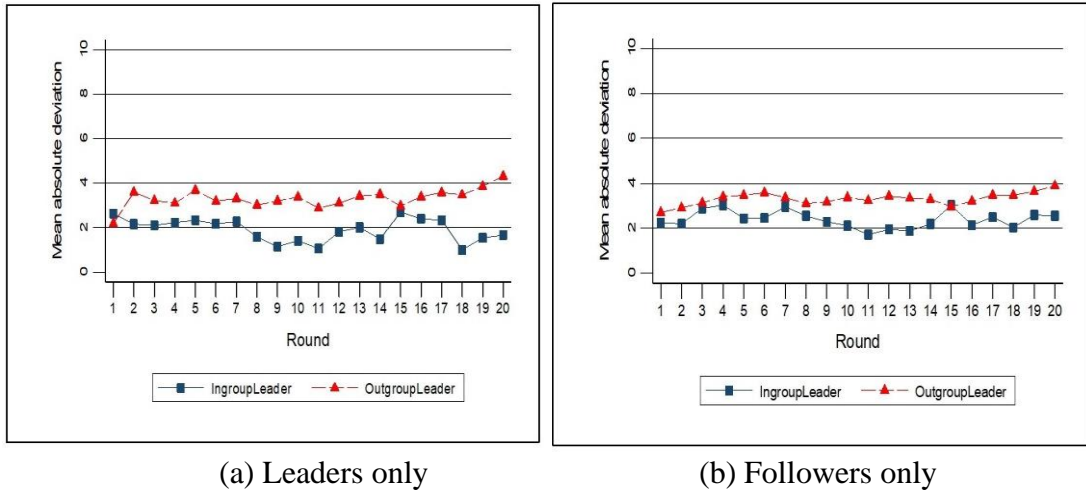 Mean absolute deviation
10
8
6
4
2
0
1 2 3 4 5 6 7 8 9 10 11 12 13 14 15 16 17 18 19 20
Round
IngroupLeader OutgroupLeader
(a) Leaders only
Mean absolute deviation
10
8
6
4
2
0
1 2 3 4 5 6 7 8 9 10 11 12 13 14 15 16 17 18 19 20
Round
IngroupLeader OutgroupLeader
(b) Followers only